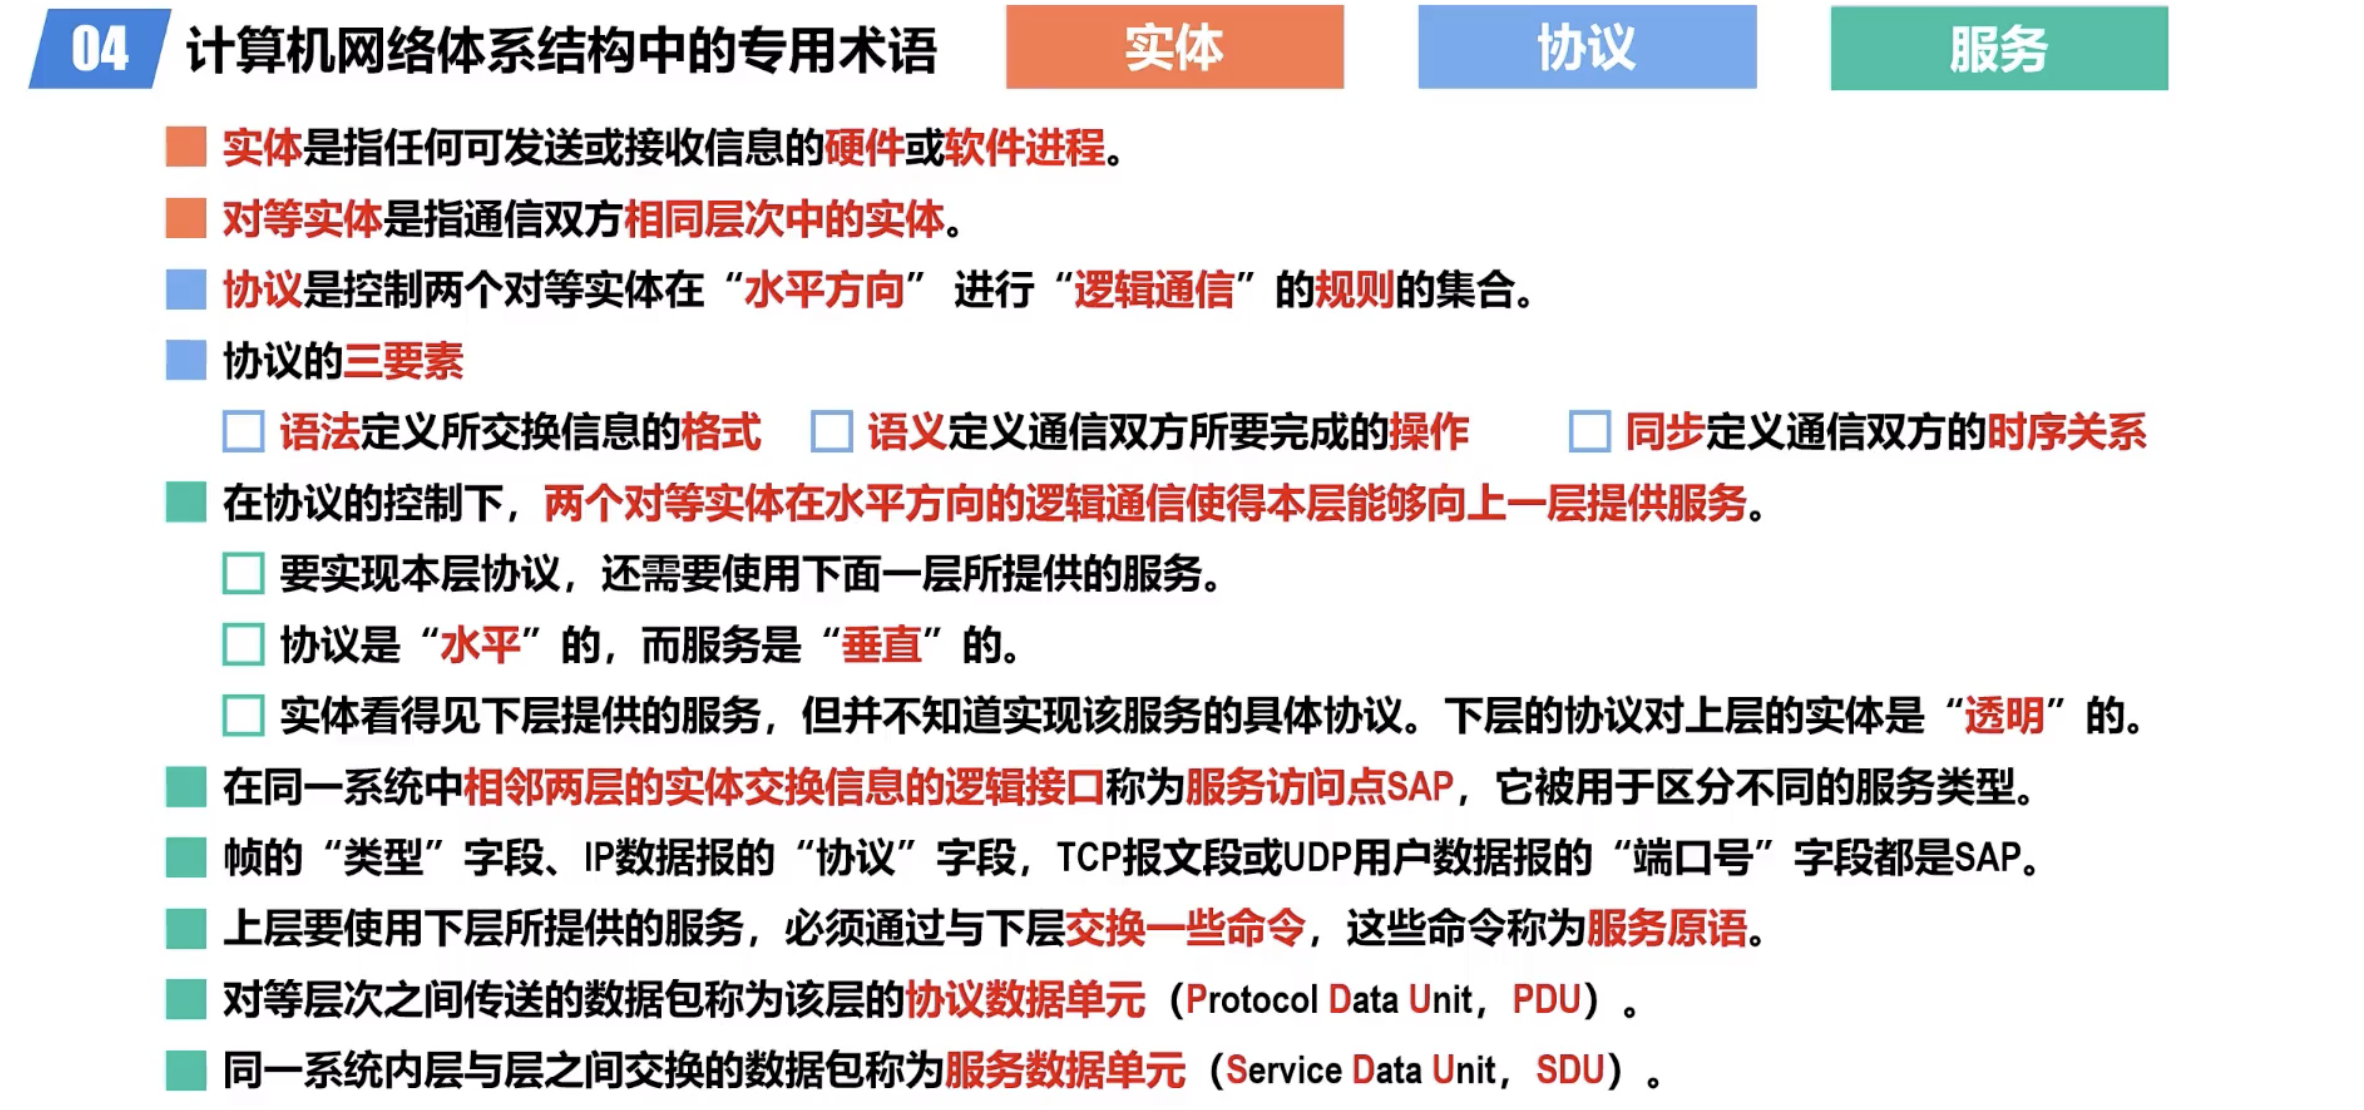 04 计算机网络体系结构中的专用术语 实体 协议 服务
实体是指任何可发送或接收信息的硬件或软件进程。
对等实体是指通信双方相同层次中的实体。
协议是控制两个对等实体在“水平方向” 进行“逻辑通信”的规则的集合。
协议的三要素
语法定义所交换信息的格式 语义定义通信双方所要完成的操作 同步定义通信双方的时序关系
在协议的控制下，两个对等实体在水平方向的逻辑通信使得本层能够向上一层提供服务。
要实现本层协议，还需要使用下面一层所提供的服务。
协议是“水平”的，而服务是“垂直”的。
实体看得见下层提供的服务，但并不知道实现该服务的具体协议。下层的协议对上层的实体是“透明”的。
在同一系统中相邻两层的实体交换信息的逻辑接口称为服务访问点SAP，它被用于区分不同的服务类型。
帧的“类型”字段、IP数据报的“协议”字段，TCP报文段或UDP用户数据报的“端口号”字段都是SAP。
上层要使用下层所提供的服务，必须通过与下层交换一些命令，这些命令称为服务原语。
对等层次之间传送的数据包称为该层的协议数据单元（Protocol Data Unit，PDU）。
同一系统内层与层之间交换的数据包称为服务数据单元（Service Data Unit，SDU）。